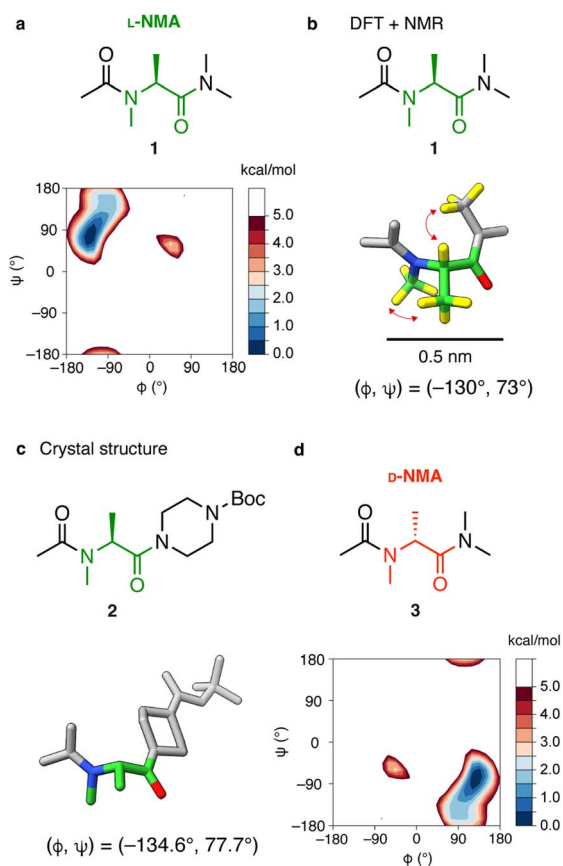 a
ʟ-NMA
O
N
N
O
1
kcal/mol
180
90
0
−90
−180
ψ (°)
−180 −90 0 90 180
ϕ (°)
5.0
4.0
3.0
2.0
1.0
0.0
b DFT + NMR
O
N
N
O
1
0.5 nm
(ϕ, ψ) = (−130°, 73°)
c Crystal structure
O
N
N
O
N
Boc
2
(ϕ, ψ) = (−134.6°, 77.7°)
d
ᴅ-NMA
O
N
N
O
3
kcal/mol
180
90
0
−90
−180
ψ (°)
−180 −90 0 90 180
ϕ (°)
5.0
4.0
3.0
2.0
1.0
0.0